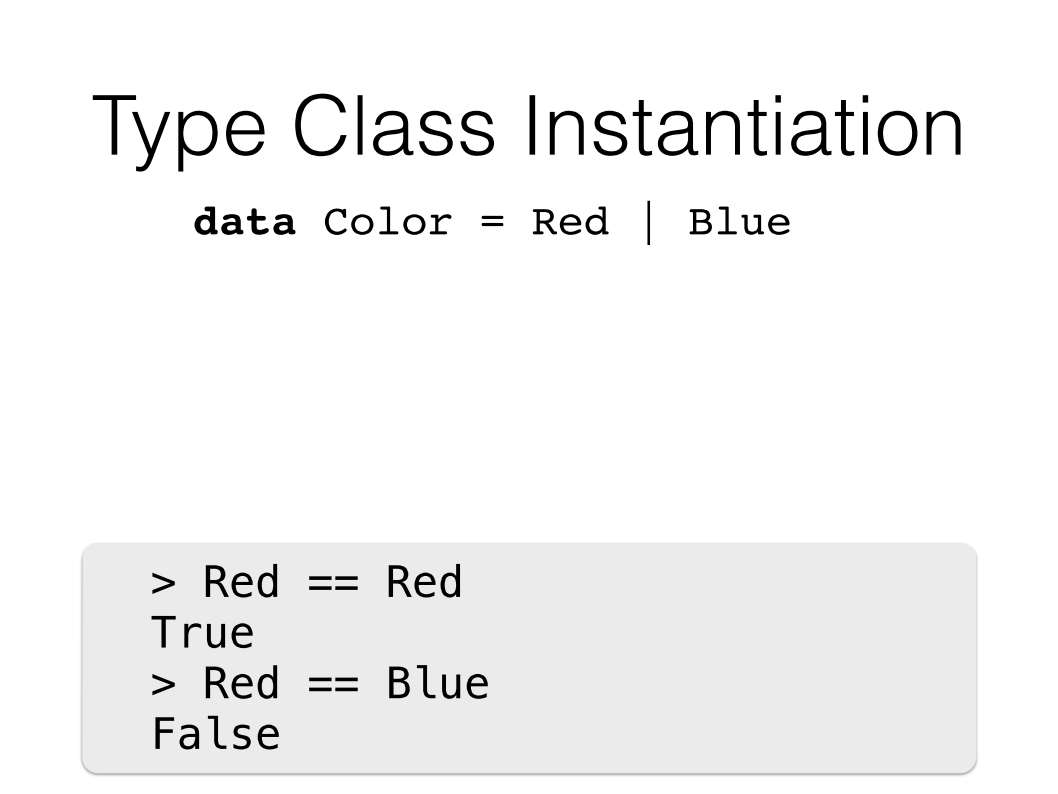 Type Class Instantiation
data Color = Red | Blue
> Red == Red
True
> Red == Blue
False